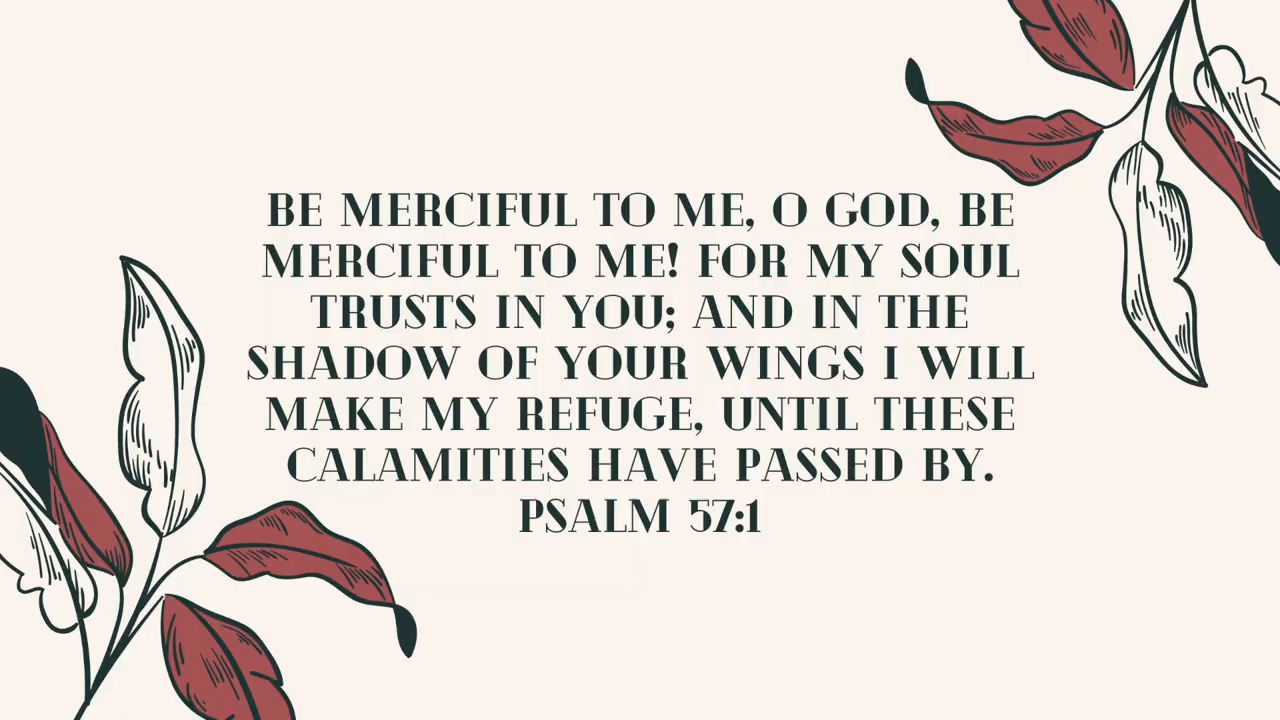 BE MERCIFUL TO ME, O GOD, BE
MERCIFUL TO ME! FOR MY SOUL
TRUSTS IN YOU; AND IN THE
SHADOW OF YOUR WINGS I WILL
MAKE MY REFUGE, UNTIL THESE
CALAMITIES HAVE PASSED BY.
PSALM 57:1